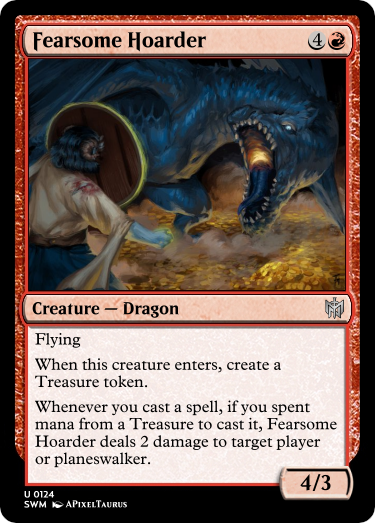 Fearsome Hoarder 4
Creature — Dragon
Flying
When this creature enters, create a
Treasure token.
Whenever you cast a spell, if you spent
mana from a Treasure to cast it, Fearsome
Hoarder deals 2 damage to target player
or planeswalker.
4/3
U 0124
SWM APixelTaurus